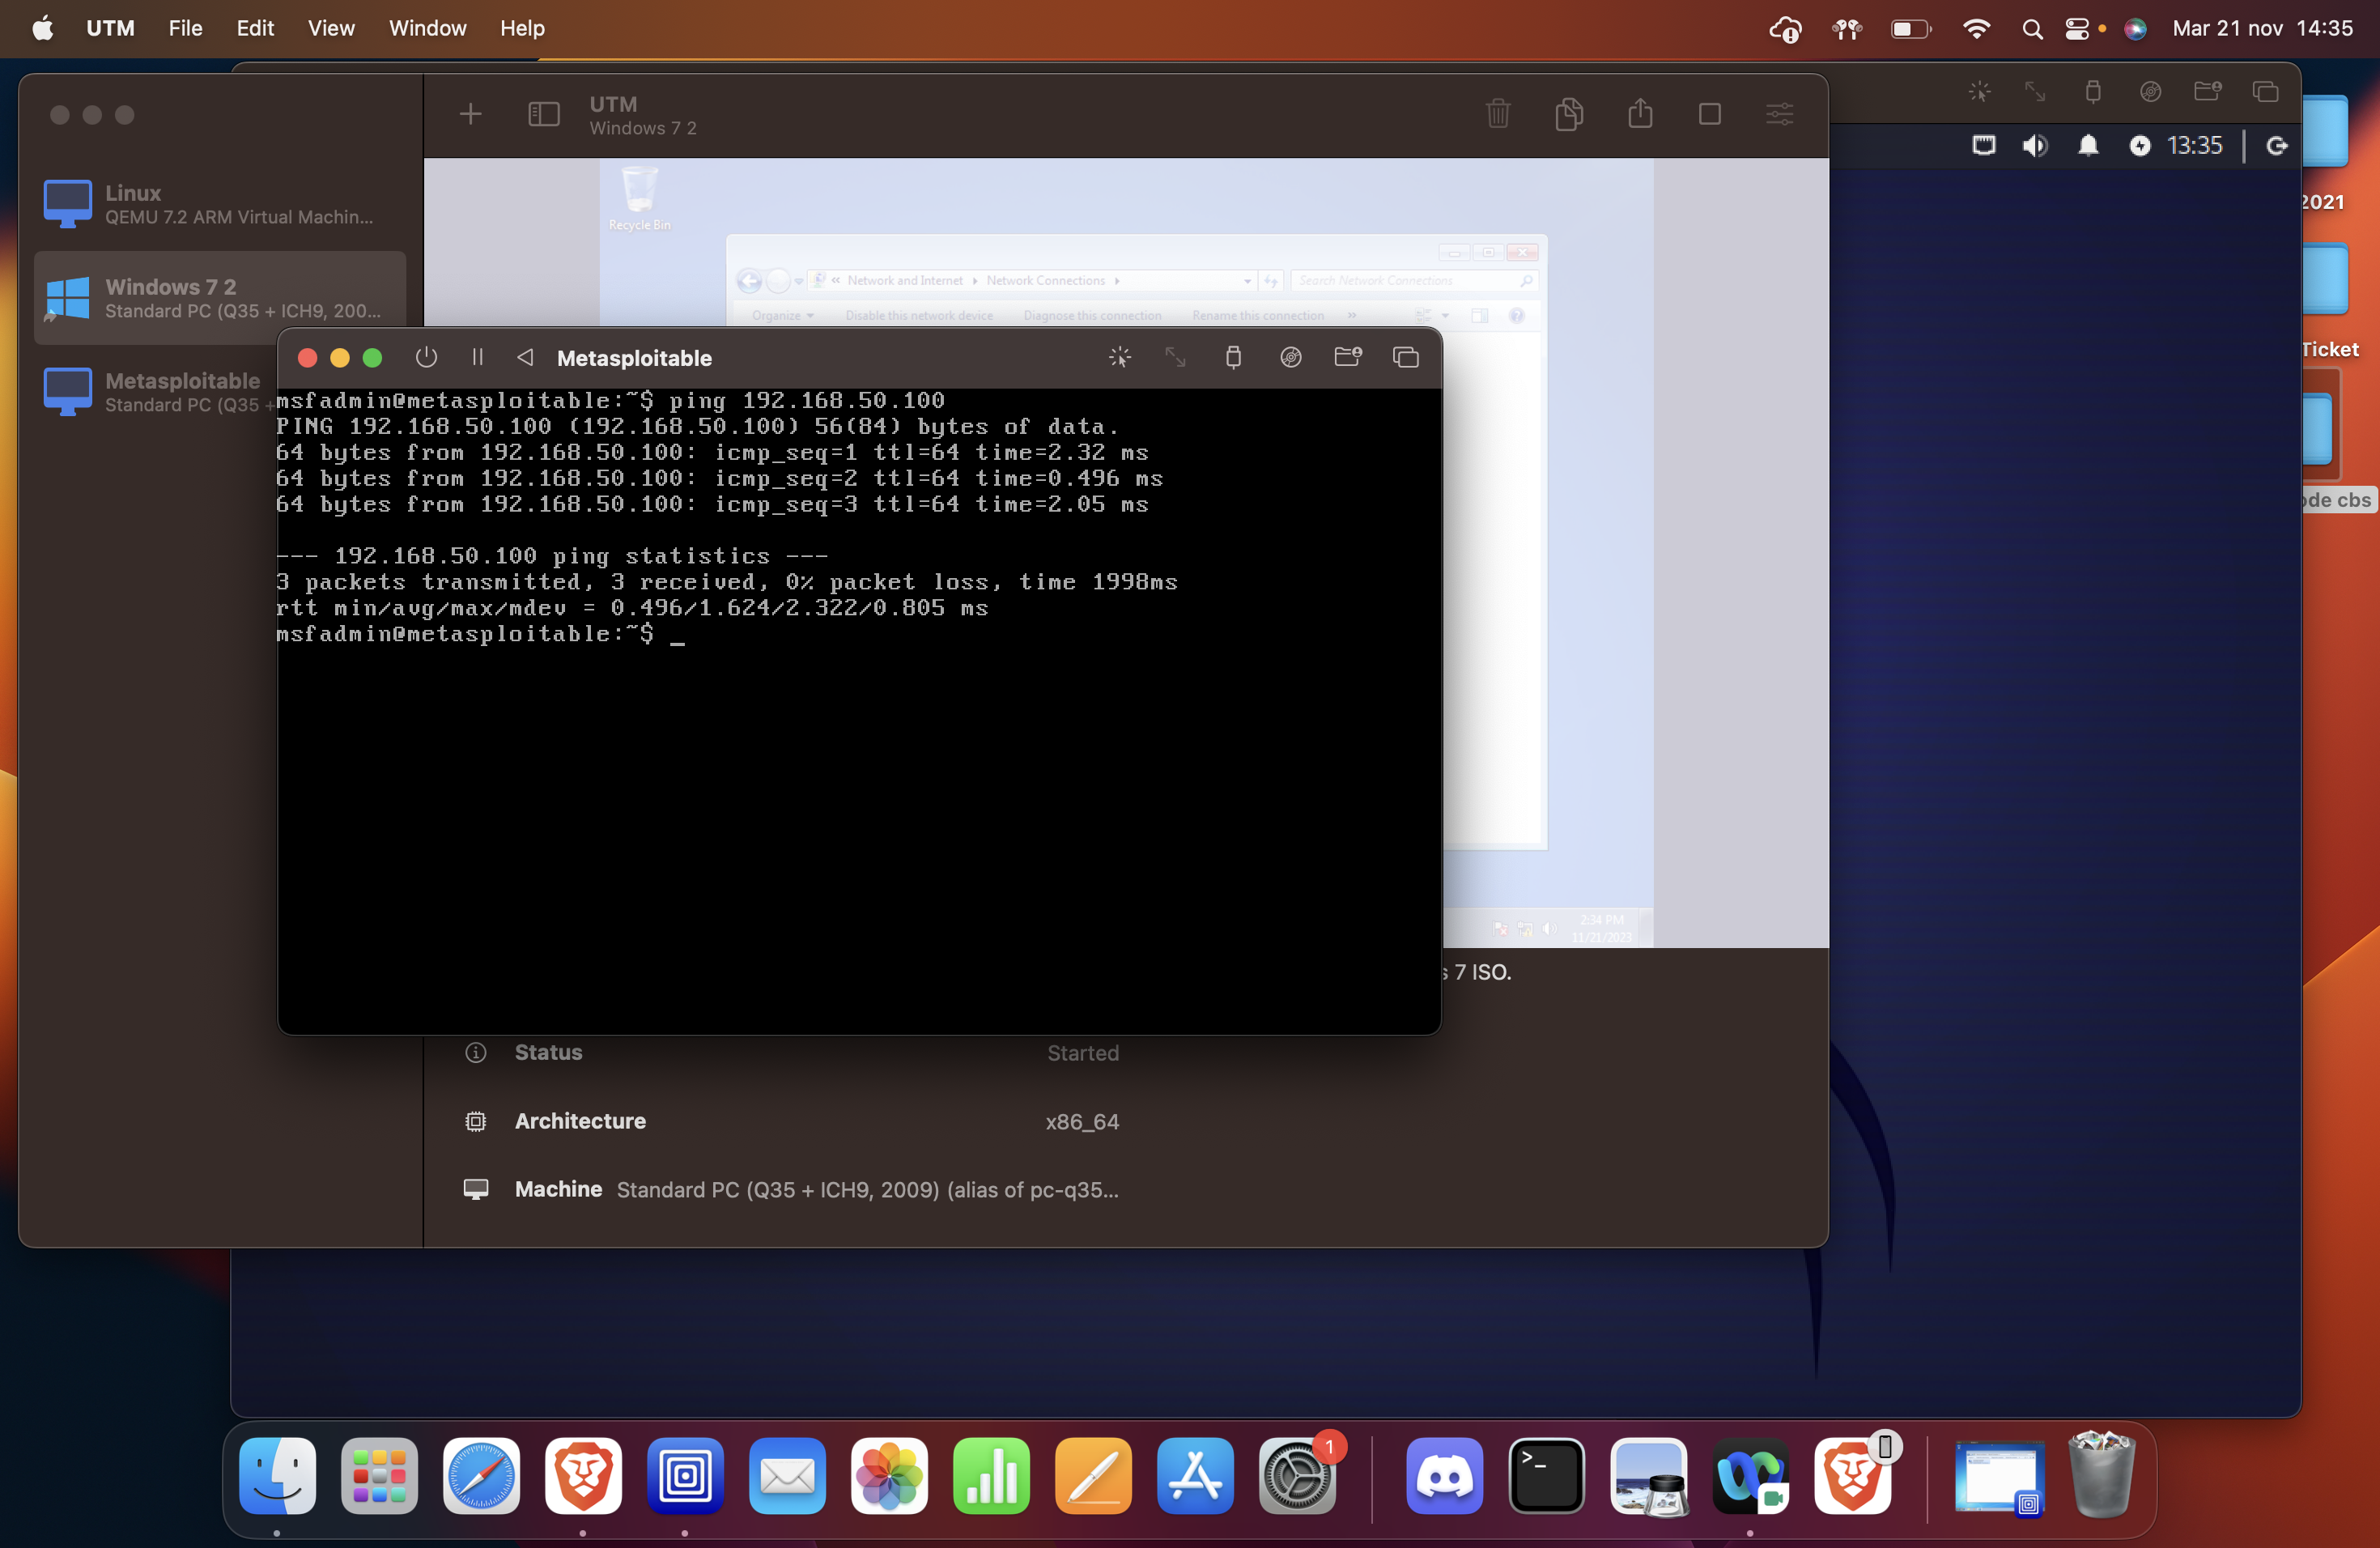 UTM File Edit View Window Help
Mar 21 nov 14:35
UTM
Windows 7 2
13:35
Linux
QEMU 7.2 ARM Virtual Machin...
Windows 7 2
Standard PC (Q35 + ICH9, 200...
Metasploitable
Standard PC (Q35 +
Recycle Bin
« Network and Internet Network Connections
Search Network Connections
Organize Disable this network device Diagnose this connection Rename this connection »
Metasploitable
msfadmin@metasploitable:~$ ping 192.168.50.100
PING 192.168.50.100 (192.168.50.100) 56(84) bytes of data.
64 bytes from 192.168.50.100: icmp_seq=1 ttl=64 time=2.32 ms
64 bytes from 192.168.50.100: icmp_seq=2 ttl=64 time=0.496 ms
64 bytes from 192.168.50.100: icmp_seq=3 ttl=64 time=2.05 ms
--- 192.168.50.100 ping statistics ---
3 packets transmitted, 3 received, 0% packet loss, time 1998ms
rtt min/avg/max/mdev = 0.496/1.624/2.322/0.805 ms
msfadmin@metasploitable:~$ _
2:34 PM
11/21/2023
s 7 ISO.
Status Started
Architecture x86_64
Machine Standard PC (Q35 + ICH9, 2009) (alias of pc-q35...
2021
Ticket
ode cbs
1
>_